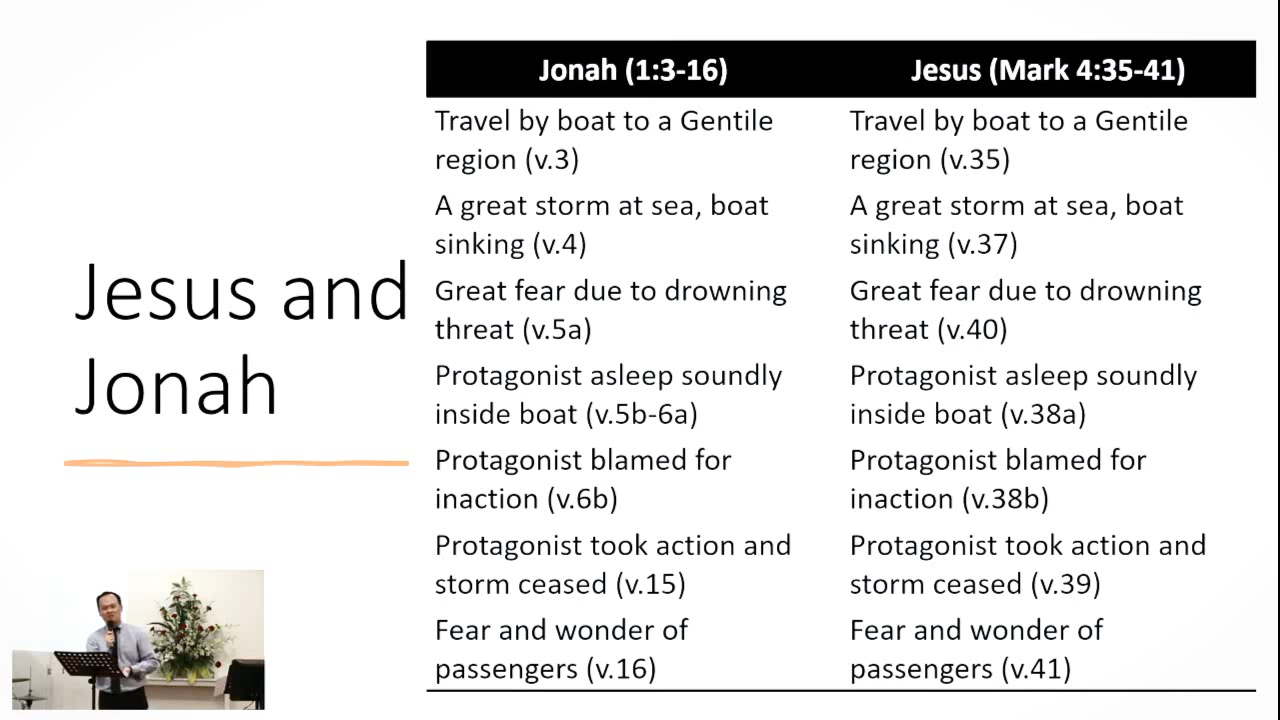 Jesus and
Jonah
Jonah (1:3-16)
Jesus (Mark 4:35-41)
Travel by boat to a Gentile
region (v.3)
Travel by boat to a Gentile
region (v.35)
A great storm at sea, boat
sinking (v.4)
A great storm at sea, boat
sinking (v.37)
Great fear due to drowning
threat (v.5a)
Great fear due to drowning
threat (v.40)
Protagonist asleep soundly
inside boat (v.5b-6a)
Protagonist asleep soundly
inside boat (v.38a)
Protagonist blamed for
inaction (v.6b)
Protagonist blamed for
inaction (v.38b)
Protagonist took action and
storm ceased (v.15)
Protagonist took action and
storm ceased (v.39)
Fear and wonder of
passengers (v.16)
Fear and wonder of
passengers (v.41)